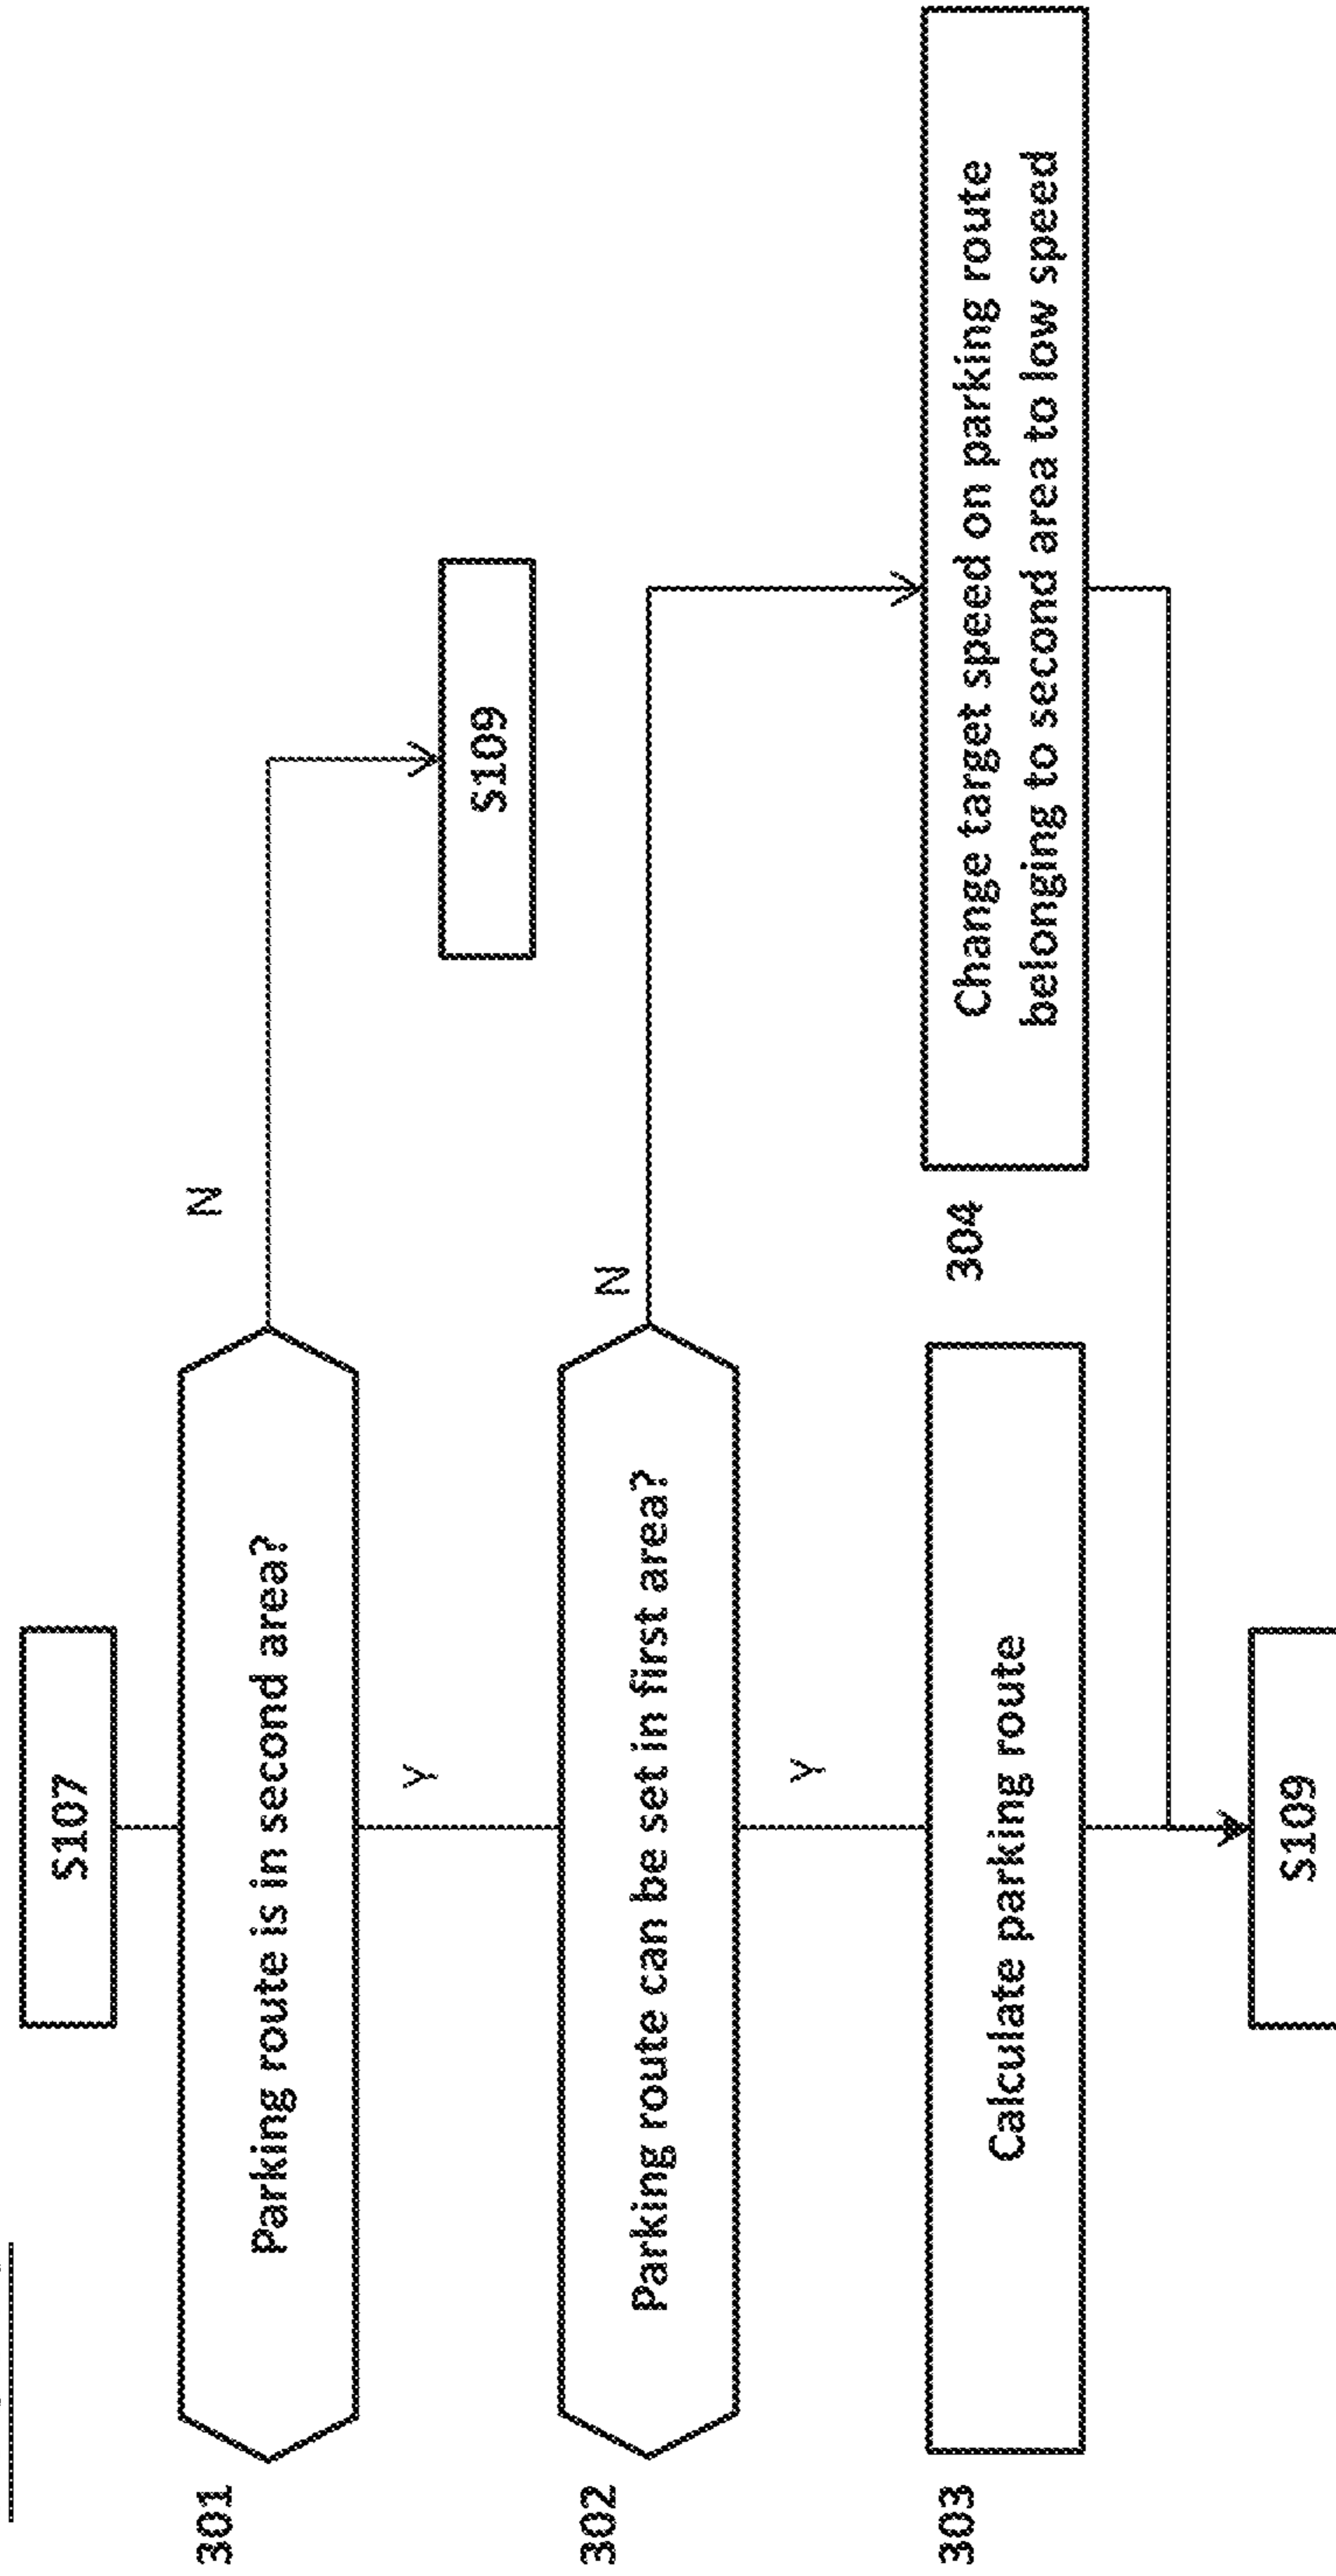 S107
301
Parking route is in second area?
N
Y
S109
302
Parking route can be set in first area?
N
Y
303
Calculate parking route
304
Change target speed on parking route
belonging to second area to low speed
S109